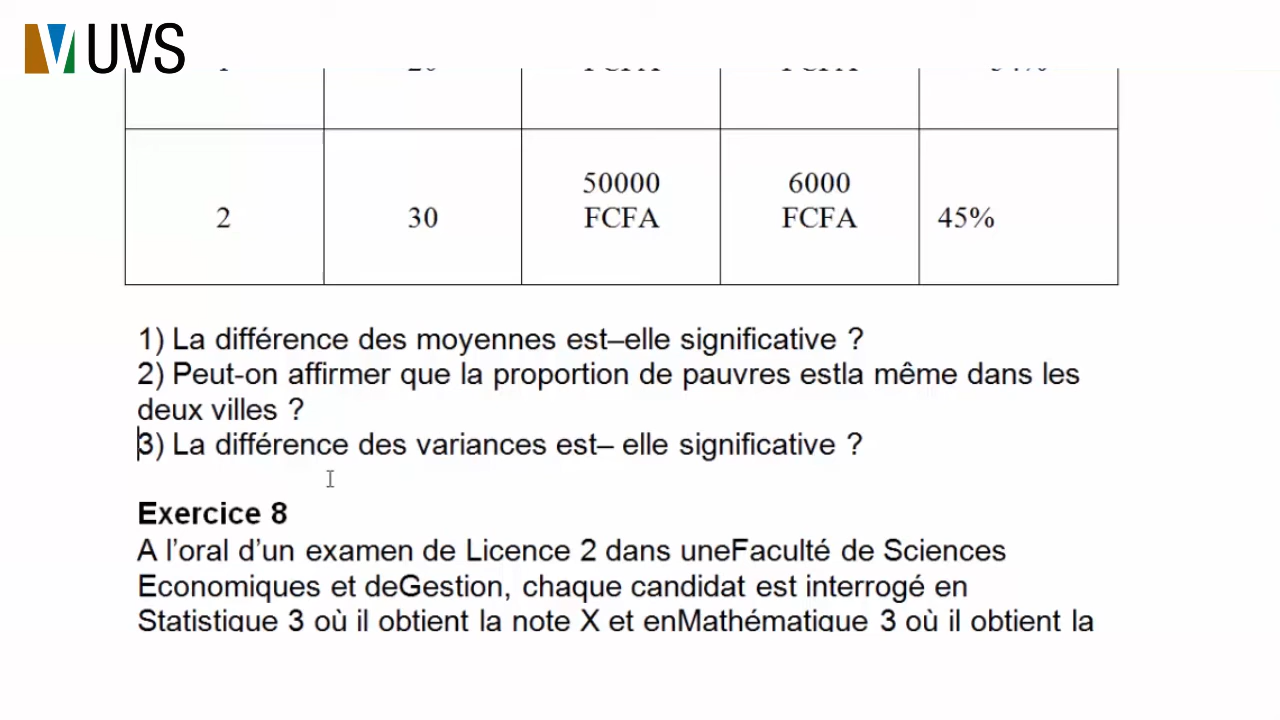 UVS
2 30 50000 FCFA 6000 FCFA 45%
1) La différence des moyennes est–elle significative ?
2) Peut-on affirmer que la proportion de pauvres estla même dans les
deux villes ?
3) La différence des variances est– elle significative ?
Exercice 8
A l’oral d’un examen de Licence 2 dans uneFaculté de Sciences
Economiques et deGestion, chaque candidat est interrogé en
Statistique 3 où il obtient la note X et enMathématique 3 où il obtient la